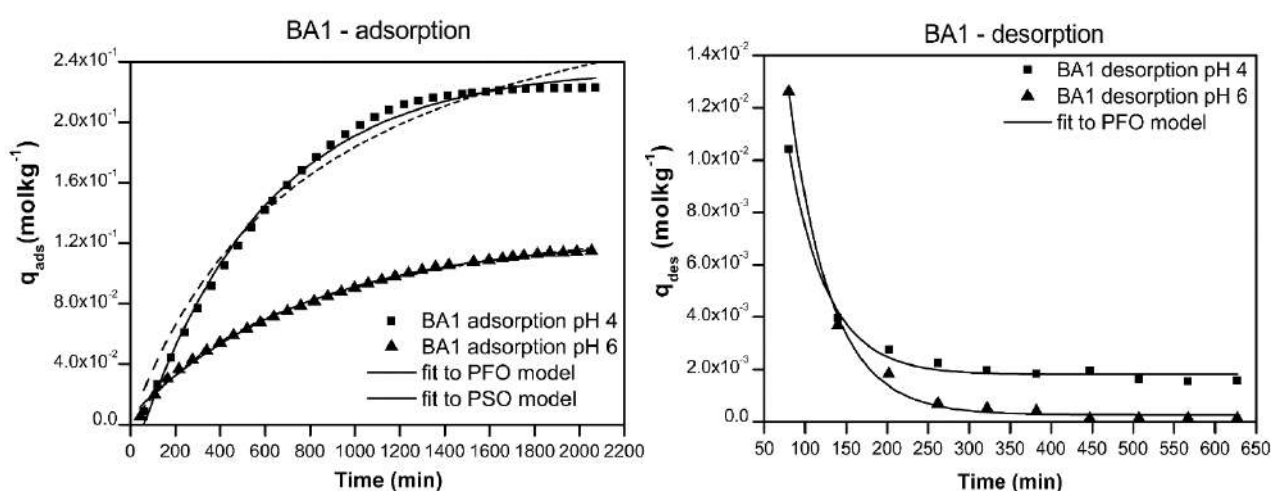 BA1 - adsorption
2.4x10⁻¹
2.0x10⁻¹
1.6x10⁻¹
1.2x10⁻¹
8.0x10⁻²
4.0x10⁻²
0.0
q_ads (molkg⁻¹)
BA1 adsorption pH 4
BA1 adsorption pH 6
fit to PFO model
fit to PSO model
0 200 400 600 800 1000 1200 1400 1600 1800 2000 2200
Time (min)
BA1 - desorption
1.4x10⁻²
1.2x10⁻²
1.0x10⁻²
8.0x10⁻³
6.0x10⁻³
4.0x10⁻³
2.0x10⁻³
0.0
q_des (molkg⁻¹)
BA1 desorption pH 4
BA1 desorption pH 6
fit to PFO model
50 100 150 200 250 300 350 400 450 500 550 600 650
Time (min)